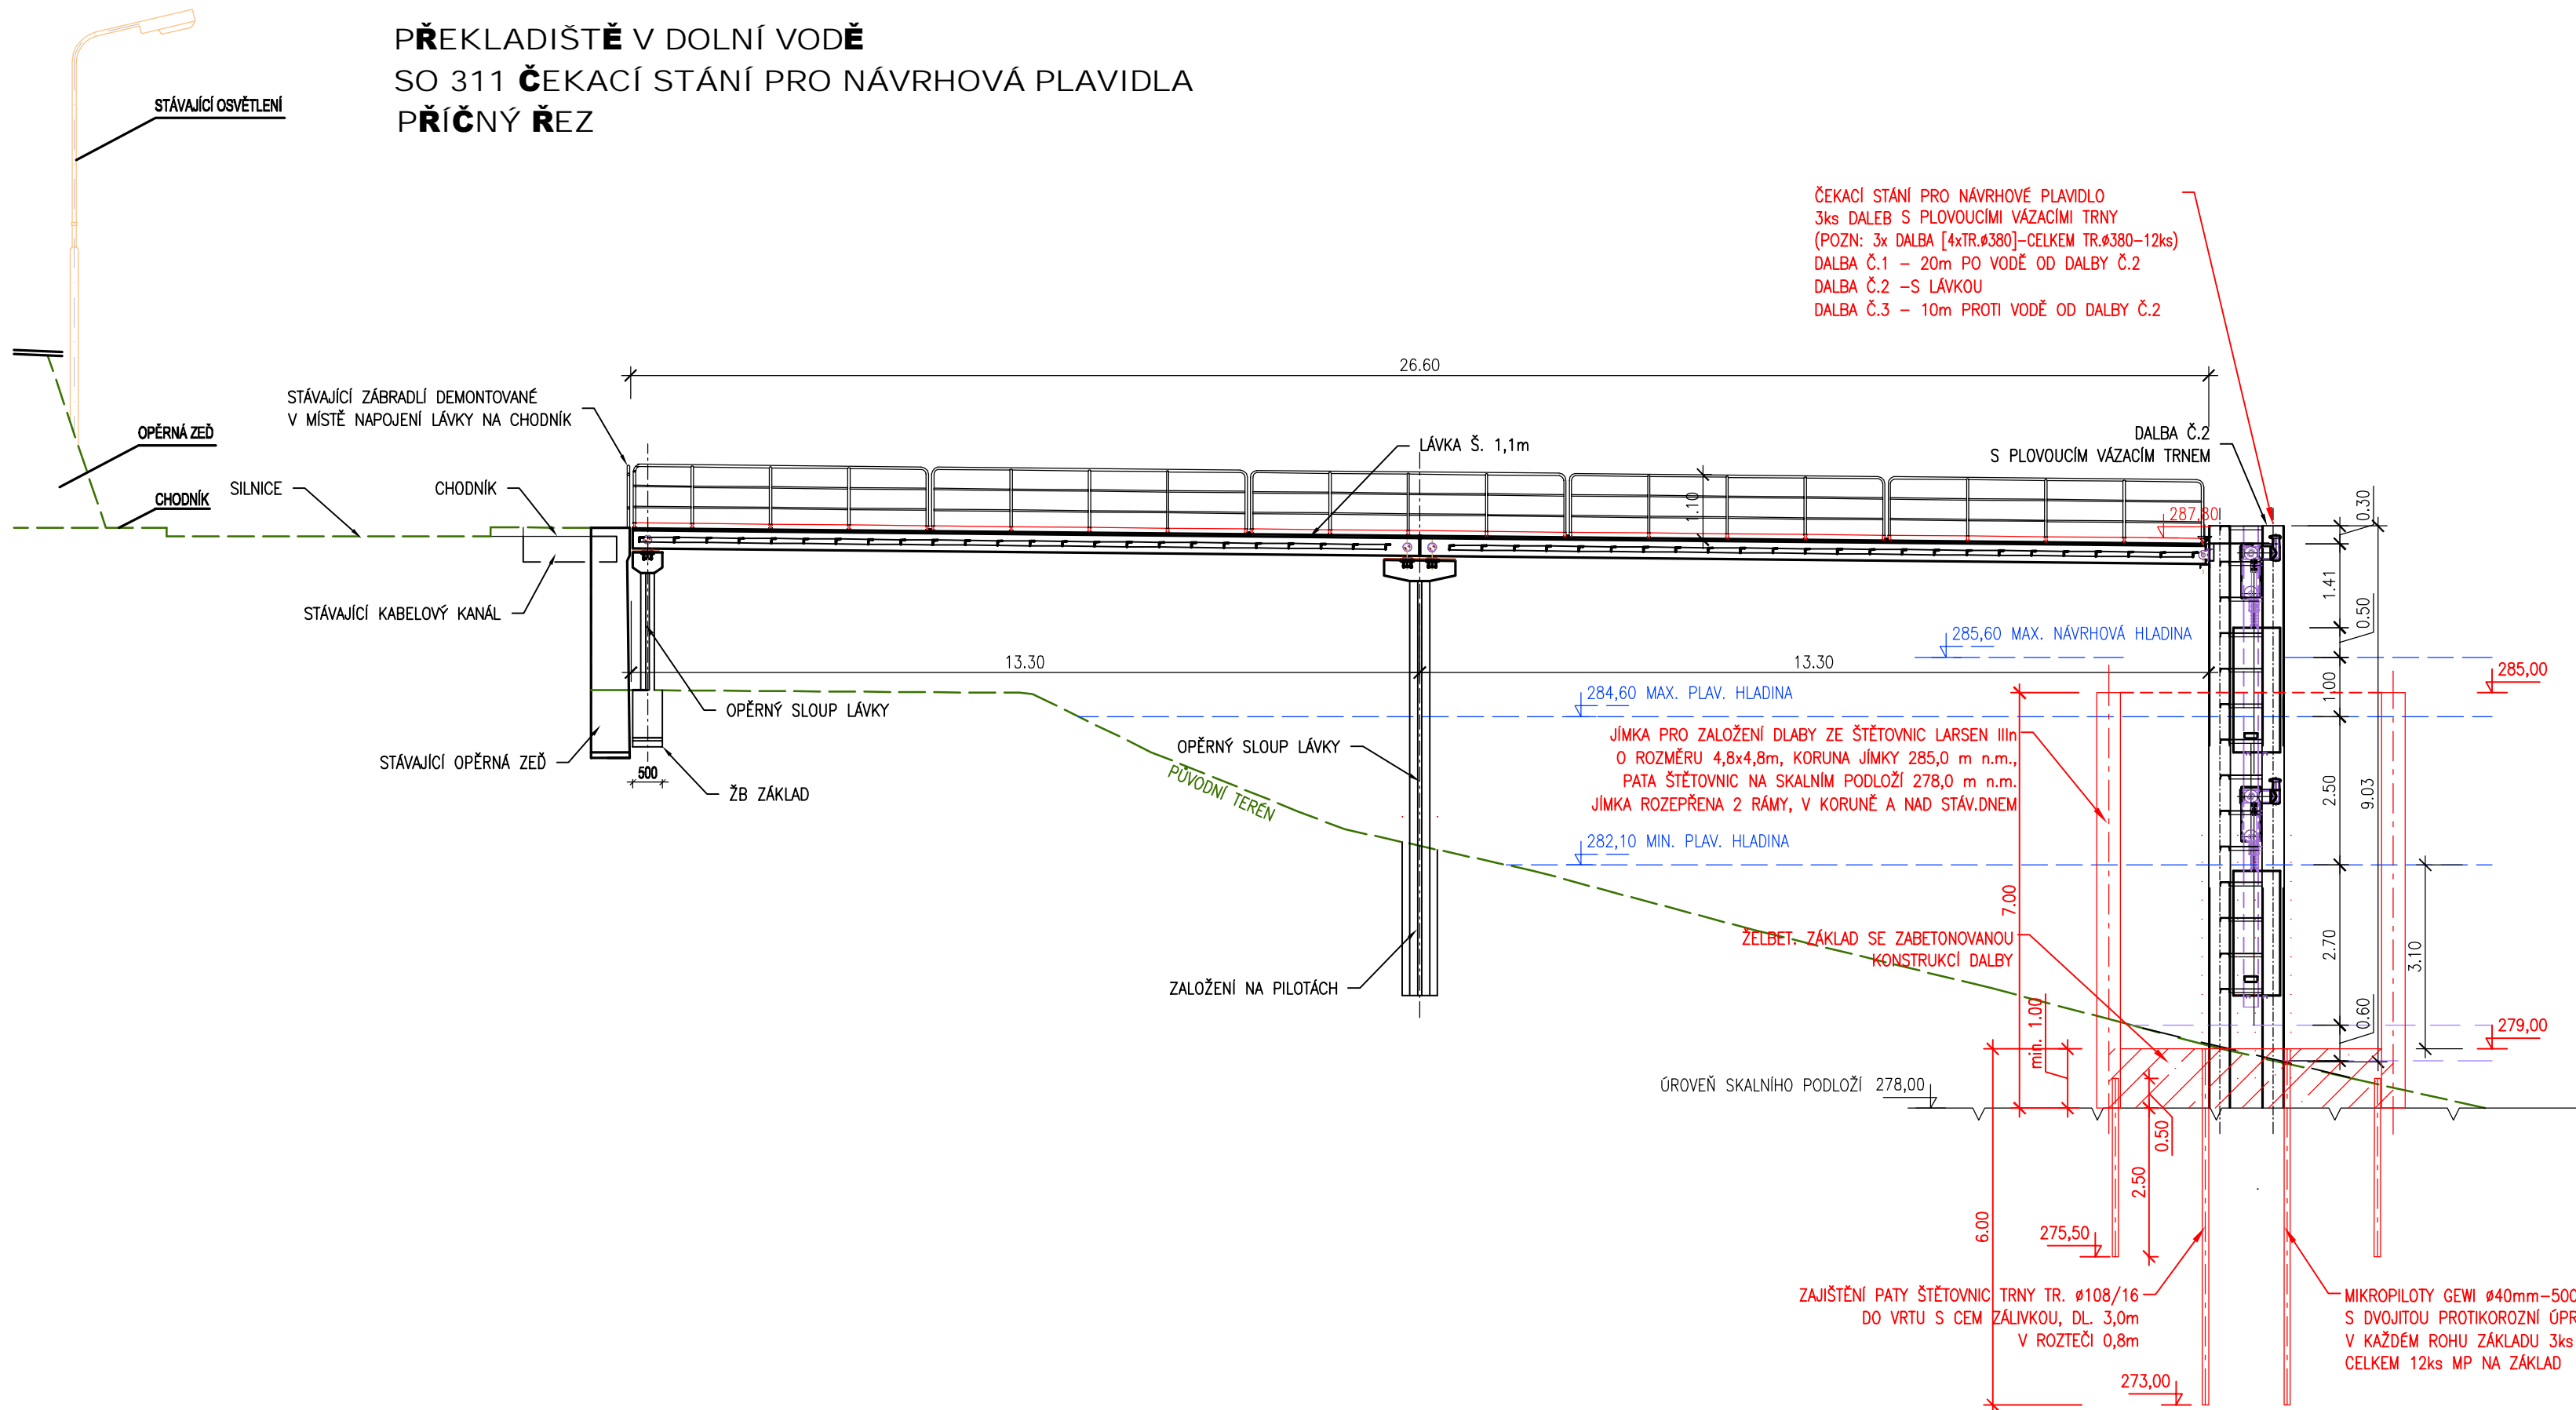 PŘEKLADIŠTĚ V DOLNÍ VODĚ
SO 311 ČEKACÍ STÁNÍ PRO NÁVRHOVÁ PLAVIDLA
PŘÍČNÝ ŘEZ
STÁVAJÍCÍ OSVĚTLENÍ
ČEKACÍ STÁNÍ PRO NÁVRHOVÉ PLAVIDLO
3ks DALEB S PLOVOUCÍMI VÁZACÍMI TRNY
(POZN: 3x DALBA [4xTR.ø380]-CELKEM TR.ø380-12ks)
DALBA Č.1 - 20m PO VODĚ OD DALBY Č.2
DALBA Č.2 -S LÁVKOU
DALBA Č.3 - 10m PROTI VODĚ OD DALBY Č.2
26.60
STÁVAJÍCÍ ZÁBRADLÍ DEMONTOVANÉ
V MÍSTĚ NAPOJENÍ LÁVKY NA CHODNÍK
OPĚRNÁ ZEĎ
LÁVKA Š. 1,1m
DALBA Č.2
S PLOVOUCÍM VÁZACÍM TRNEM
SILNICE
CHODNÍK
CHODNÍK
1.10
287,80
0.30
1.41
0.50
STÁVAJÍCÍ KABELOVÝ KANÁL
285,60 MAX. NÁVRHOVÁ HLADINA
13.30
13.30
285,00
1.00
284,60 MAX. PLAV. HLADINA
OPĚRNÝ SLOUP LÁVKY
JÍMKA PRO ZALOŽENÍ DLABY ZE ŠTĚTOVNIC LARSEN IIIn
O ROZMĚRU 4,8x4,8m, KORUNA JÍMKY 285,0 m n.m.,
PATA ŠTĚTOVNIC NA SKALNÍM PODLOŽÍ 278,0 m n.m.
JÍMKA ROZEPŘENA 2 RÁMY, V KORUNĚ A NAD STÁV.DNEM
OPĚRNÝ SLOUP LÁVKY
STÁVAJÍCÍ OPĚRNÁ ZEĎ
500
ŽB ZÁKLAD
PŮVODNÍ TERÉN
2.50
9.03
282,10 MIN. PLAV. HLADINA
7.00
ŽELBET. ZÁKLAD SE ZABETONOVANOU
KONSTRUKCÍ DALBY
2.70
3.10
ZALOŽENÍ NA PILOTÁCH
min. 1.00
0.60
279,00
ÚROVEŇ SKALNÍHO PODLOŽÍ 278,00
0.50
2.50
6.00
275,50
ZAJIŠTĚNÍ PATY ŠTĚTOVNIC TRNY TR. ø108/16
DO VRTU S CEM ZÁLIVKOU, DL. 3,0m
V ROZTEČI 0,8m
MIKROPILOTY GEWI ø40mm-500
S DVOJITOU PROTIKOROZNÍ ÚPR
V KAŽDÉM ROHU ZÁKLADU 3ks
CELKEM 12ks MP NA ZÁKLAD
273,00